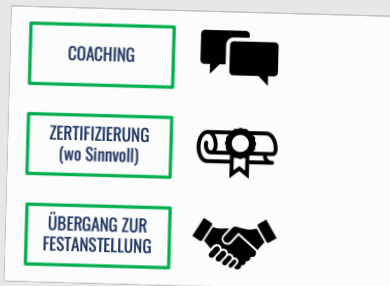 COACHING
ZERTIFIZIERUNG
(wo Sinnvoll)
ÜBERGANG ZUR
FESTANSTELLUNG